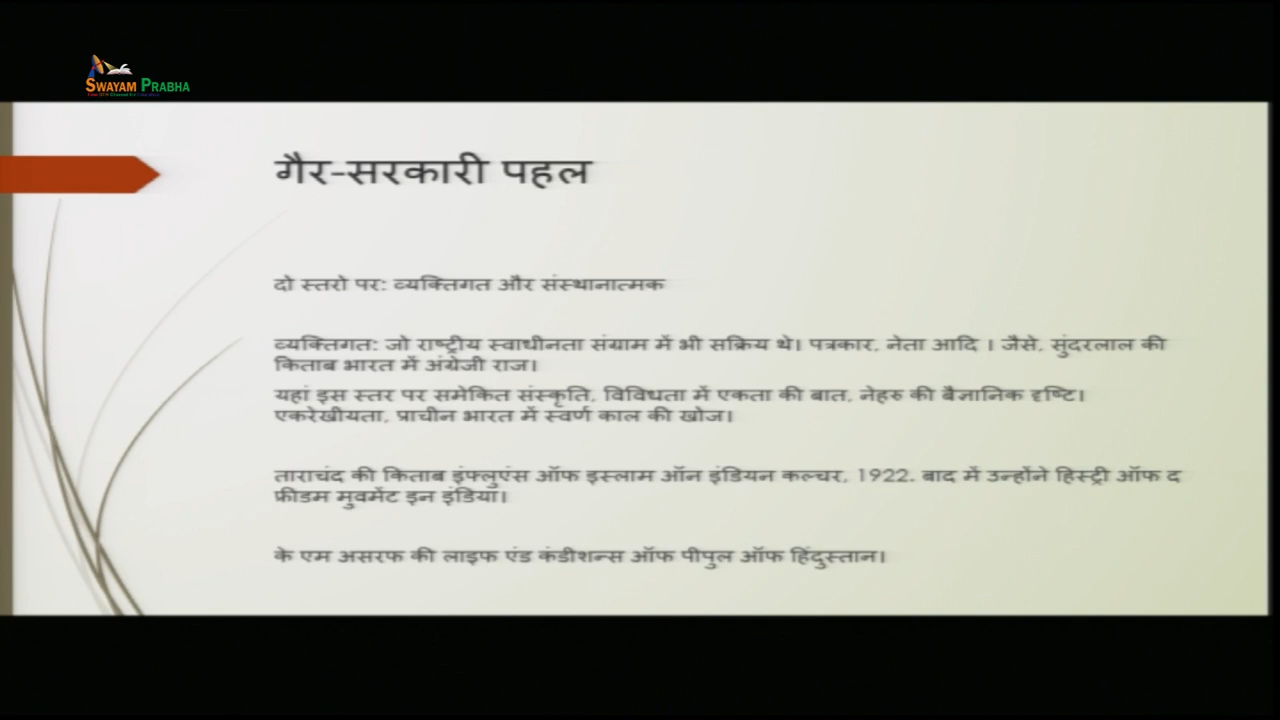 SWAYAM PRABHA
गैर-सरकारी पहल
दो स्तरो पर: व्यक्तिगत और संस्थानात्मक
व्यक्तिगत: जो राष्ट्रीय स्वाधीनता संग्राम में भी सक्रिय थे। पत्रकार, नेता आदि । जैसे, सुंदरलाल की
किताब भारत में अंग्रेजी राज।
यहां इस स्तर पर समेकित संस्कृति, विविधता में एकता की बात, नेहरु की बैज्ञानिक दृष्टि।
एकरेखीयता, प्राचीन भारत में स्वर्ण काल की खोज।
ताराचंद की किताब इंफ्लुएंस ऑफ इस्लाम ऑन इंडियन कल्चर, 1922. बाद में उन्होंने हिस्ट्री ऑफ द
फ्रीडम मुवमेंट इन इंडिया।
के एम असरफ की लाइफ एंड कंडीशन्स ऑफ पीपुल ऑफ हिंदुस्तान।